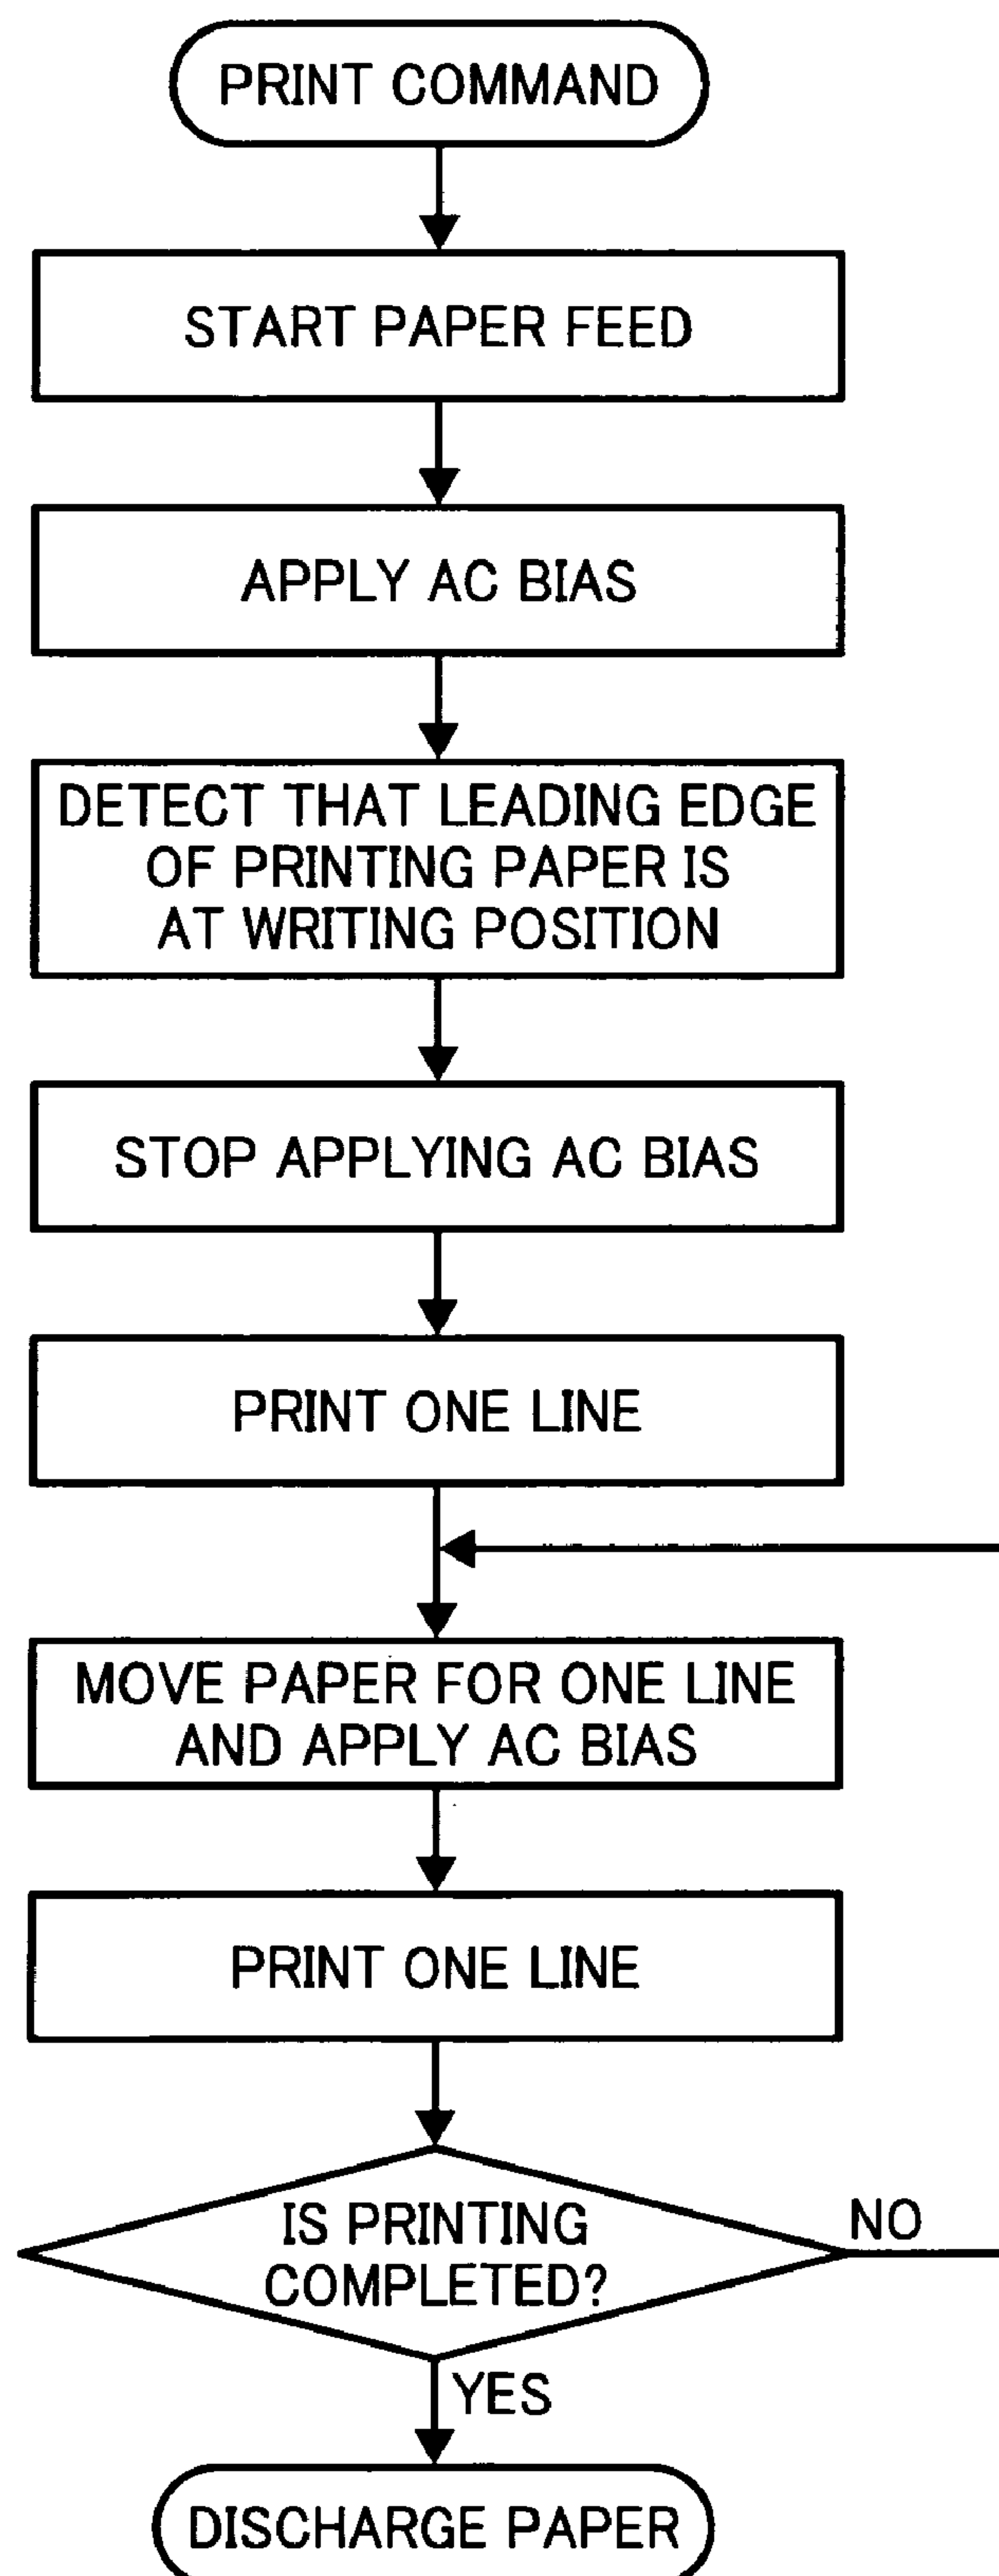 PRINT COMMAND
START PAPER FEED
APPLY AC BIAS
DETECT THAT LEADING EDGE
OF PRINTING PAPER IS
AT WRITING POSITION
STOP APPLYING AC BIAS
PRINT ONE LINE
MOVE PAPER FOR ONE LINE
AND APPLY AC BIAS
PRINT ONE LINE
IS PRINTING
COMPLETED?
NO
YES
DISCHARGE PAPER